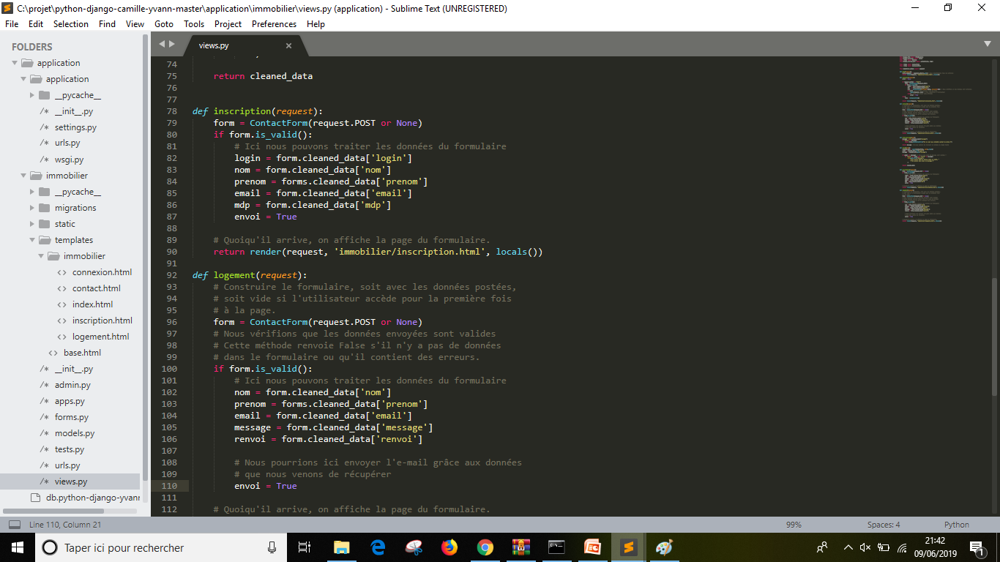 C:\projet\python-django-camille-yvann-master\application\immobilier\views.py (application) - Sublime Text (UNREGISTERED)
File Edit Selection Find View Goto Tools Project Preferences Help
FOLDERS
application
application
__pycache__
/* __init__.py
/* settings.py
/* urls.py
/* wsgi.py
immobilier
__pycache__
migrations
static
templates
immobilier
<> connexion.html
<> contact.html
<> index.html
<> inscription.html
<> logement.html
<> base.html
/* __init__.py
/* admin.py
/* apps.py
/* forms.py
/* models.py
/* tests.py
/* urls.py
/* views.py
db.python-django-yvann
views.py ×
74
75 return cleaned_data
76
77
78 def inscription(request):
79 form = ContactForm(request.POST or None)
80 if form.is_valid():
81 # Ici nous pouvons traiter les données du formulaire
82 login = form.cleaned_data['login']
83 nom = form.cleaned_data['nom']
84 prenom = forms.cleaned_data['prenom']
85 email = form.cleaned_data['email']
86 mdp = form.cleaned_data['mdp']
87 envoi = True
88
89 # Quoiqu'il arrive, on affiche la page du formulaire.
90 return render(request, 'immobilier/inscription.html', locals())
91
92 def logement(request):
93 # Construire le formulaire, soit avec les données postées,
94 # soit vide si l'utilisateur accède pour la première fois
95 # à la page.
96 form = ContactForm(request.POST or None)
97 # Nous vérifions que les données envoyées sont valides
98 # Cette méthode renvoie False s'il n'y a pas de données
99 # dans le formulaire ou qu'il contient des erreurs.
100 if form.is_valid():
101 # Ici nous pouvons traiter les données du formulaire
102 nom = form.cleaned_data['nom']
103 prenom = forms.cleaned_data['prenom']
104 email = form.cleaned_data['email']
105 message = form.cleaned_data['message']
106 renvoi = form.cleaned_data['renvoi']
107
108 # Nous pourrions ici envoyer l'e-mail grâce aux données
109 # que nous venons de récupérer
110 envoi = True
111
112 # Quoiqu'il arrive, on affiche la page du formulaire.
Line 110, Column 21 99% Spaces: 4 Python
Taper ici pour rechercher
21:42
09/06/2019
1